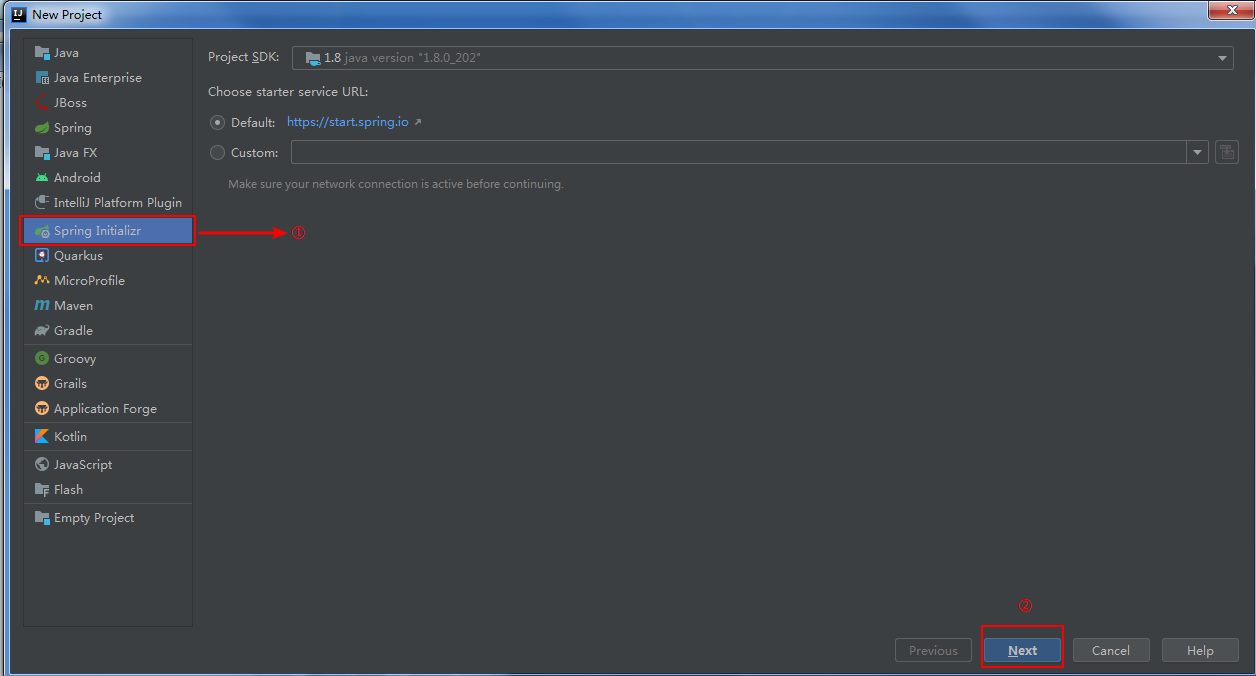 New Project
Java
Java Enterprise
JBoss
Spring
Java FX
Android
IntelliJ Platform Plugin
Spring Initializr
Quarkus
MicroProfile
Maven
Gradle
Groovy
Grails
Application Forge
Kotlin
JavaScript
Flash
Empty Project
Project SDK: 1.8 java version "1.8.0_202"
Choose starter service URL:
Default: https://start.spring.io
Custom:
Make sure your network connection is active before continuing.
①
②
Previous Next Cancel Help